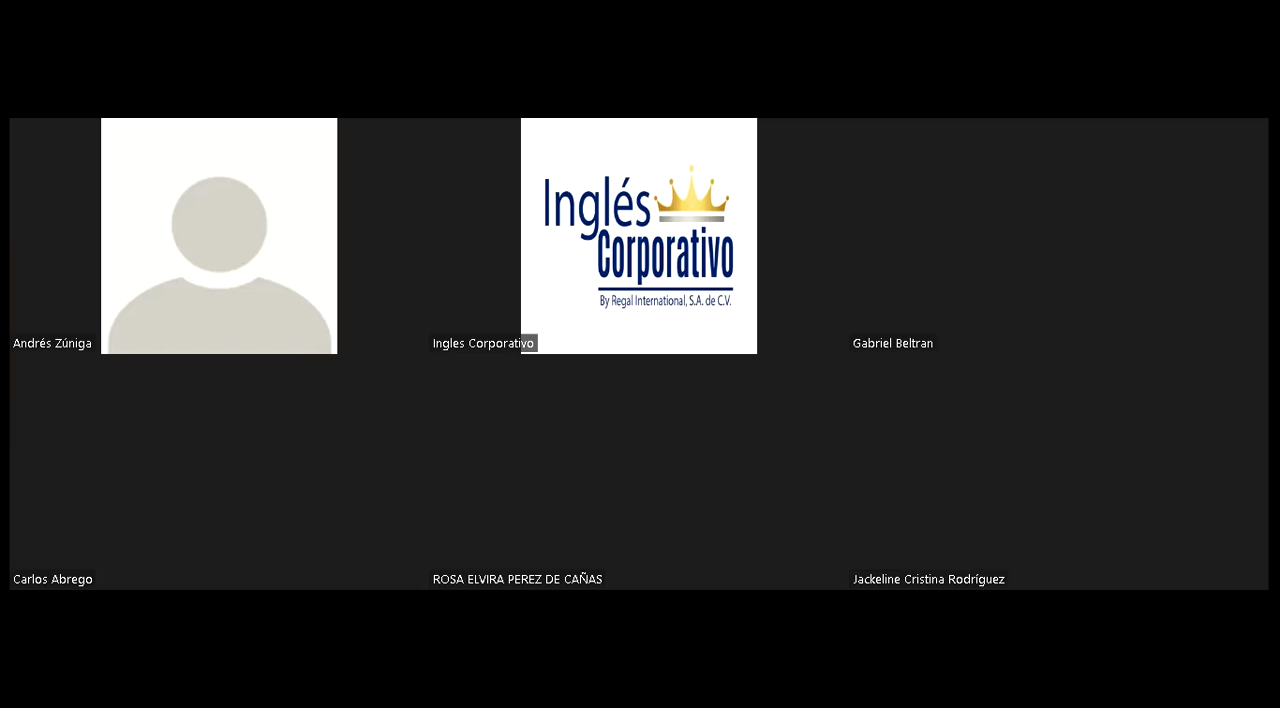 Inglés
Corporativo
By Regal International, S.A. de C.V.
Andrés Zúniga
Ingles Corporativo
Gabriel Beltran
Carlos Abrego
ROSA ELVIRA PEREZ DE CAÑAS
Jackeline Cristina Rodríguez